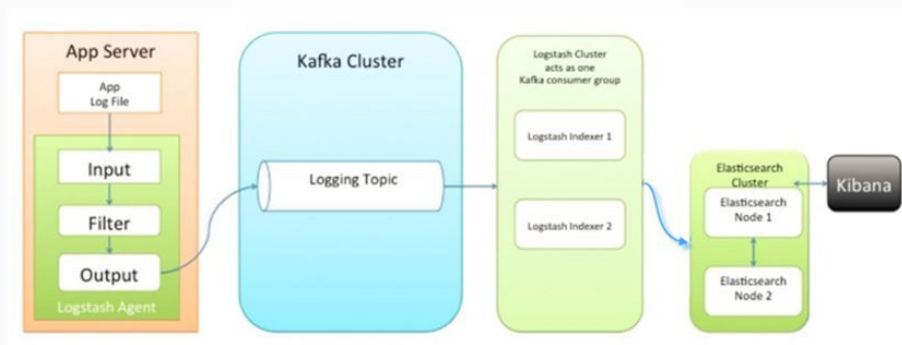 App Server
App
Log File
Input
Filter
Output
Logstash Agent
Kafka Cluster
Logging Topic
Logstash Cluster
acts as one
Kafka consumer group
Logstash Indexer 1
Logstash Indexer 2
Elasticsearch
Cluster
Elasticsearch
Node 1
Elasticsearch
Node 2
Kibana